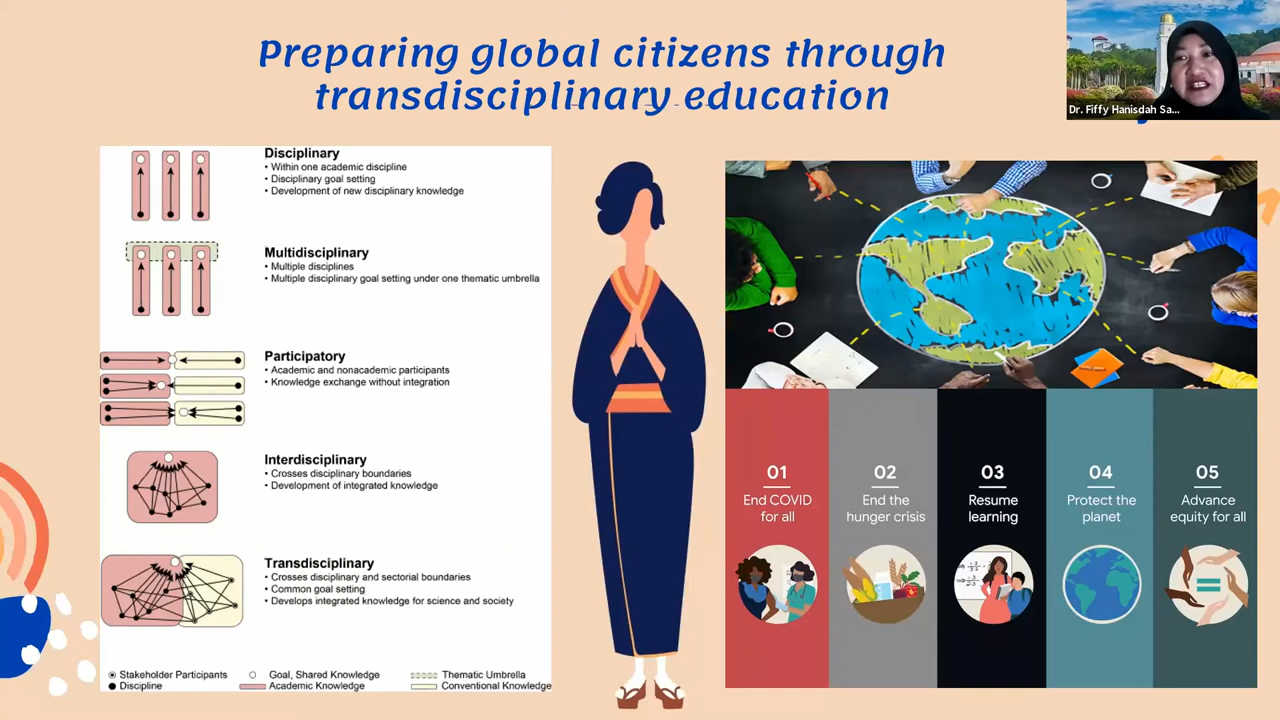 Preparing global citizens through
transdisciplinary education
Dr. Fiffy Hanisdah Sa...
Disciplinary
• Within one academic discipline
• Disciplinary goal setting
• Development of new disciplinary knowledge
Multidisciplinary
• Multiple disciplines
• Multiple disciplinary goal setting under one thematic umbrella
Participatory
• Academic and nonacademic participants
• Knowledge exchange without integration
Interdisciplinary
• Crosses disciplinary boundaries
• Development of integrated knowledge
Transdisciplinary
• Crosses disciplinary and sectorial boundaries
• Common goal setting
• Develops integrated knowledge for science and society
Stakeholder Participants
Goal, Shared Knowledge
Thematic Umbrella
Discipline
Academic Knowledge
Conventional Knowledge
01
End COVID
for all
02
End the
hunger crisis
03
Resume
learning
04
Protect the
planet
05
Advance
equity for all